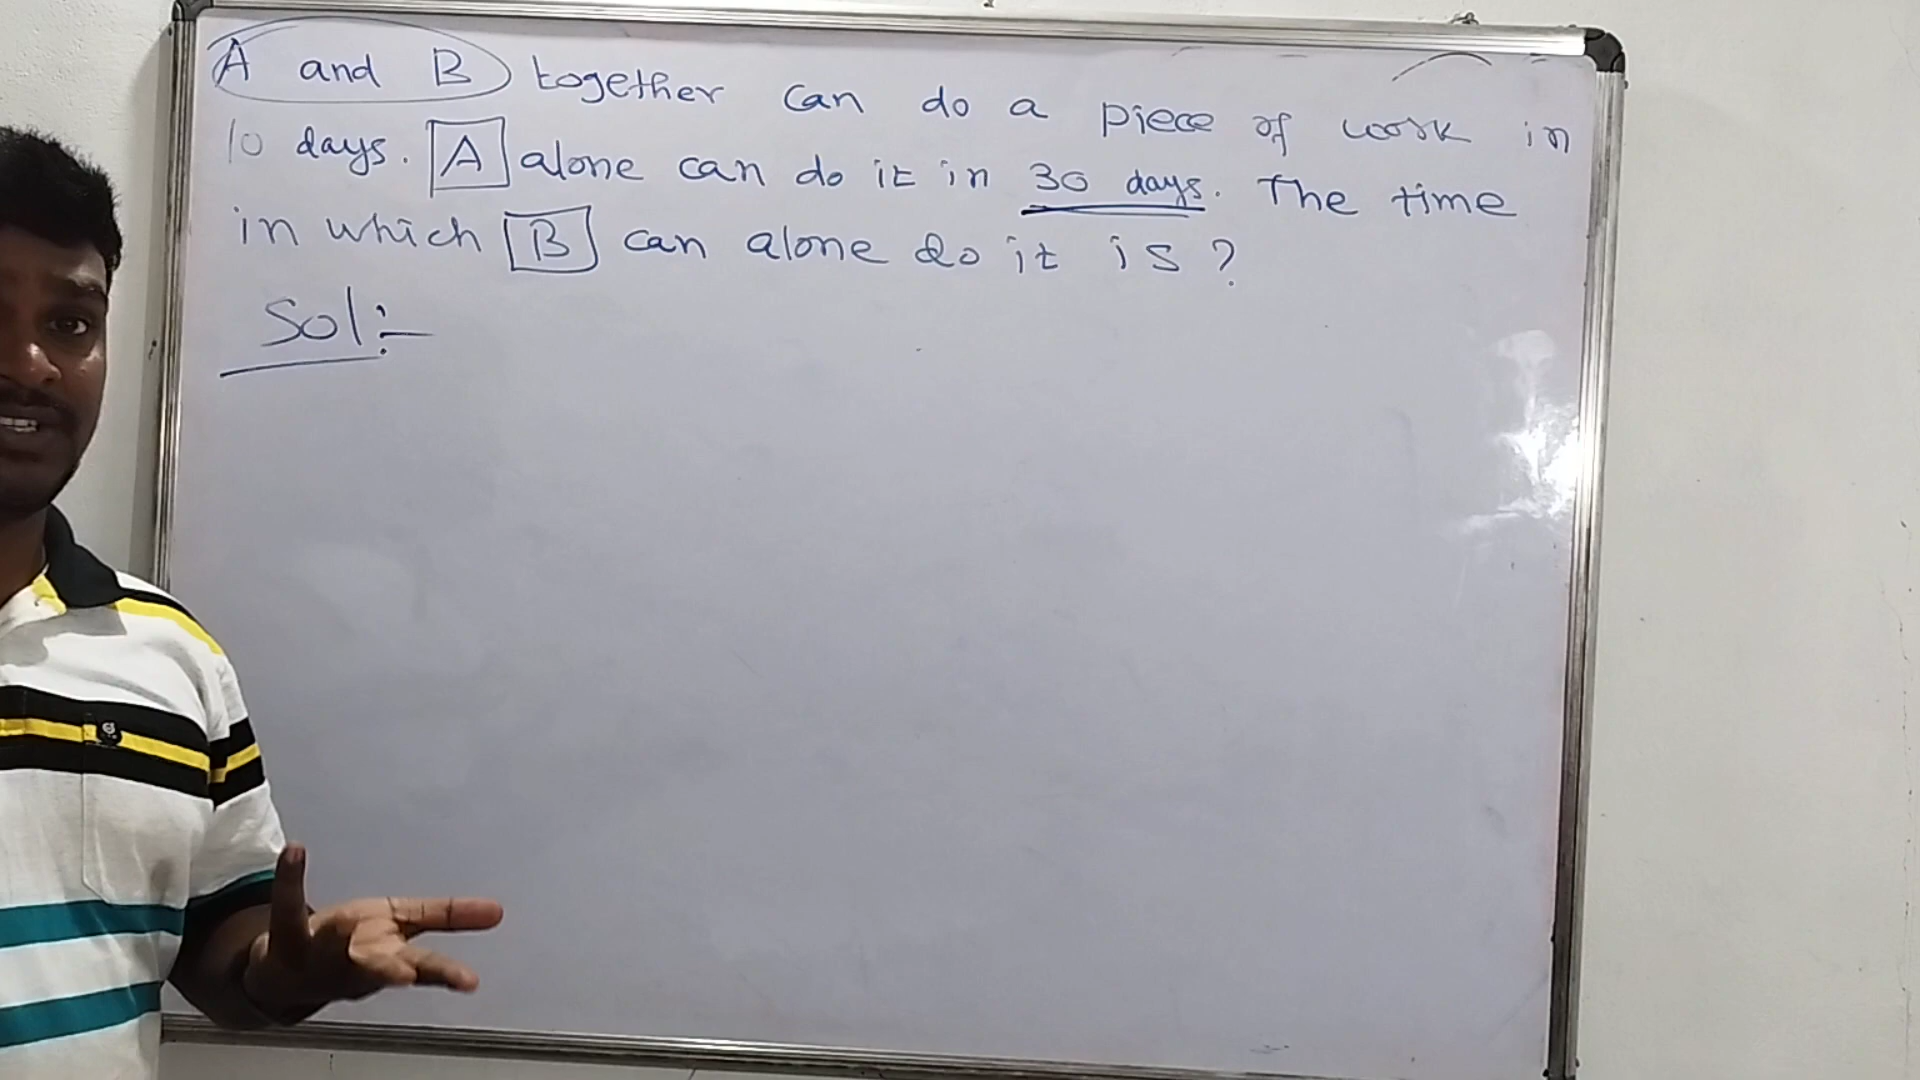 A and B together can do a piece of work in
10 days. A alone can do it in 30 days. The time
in which B can alone do it is ?
Sol:-